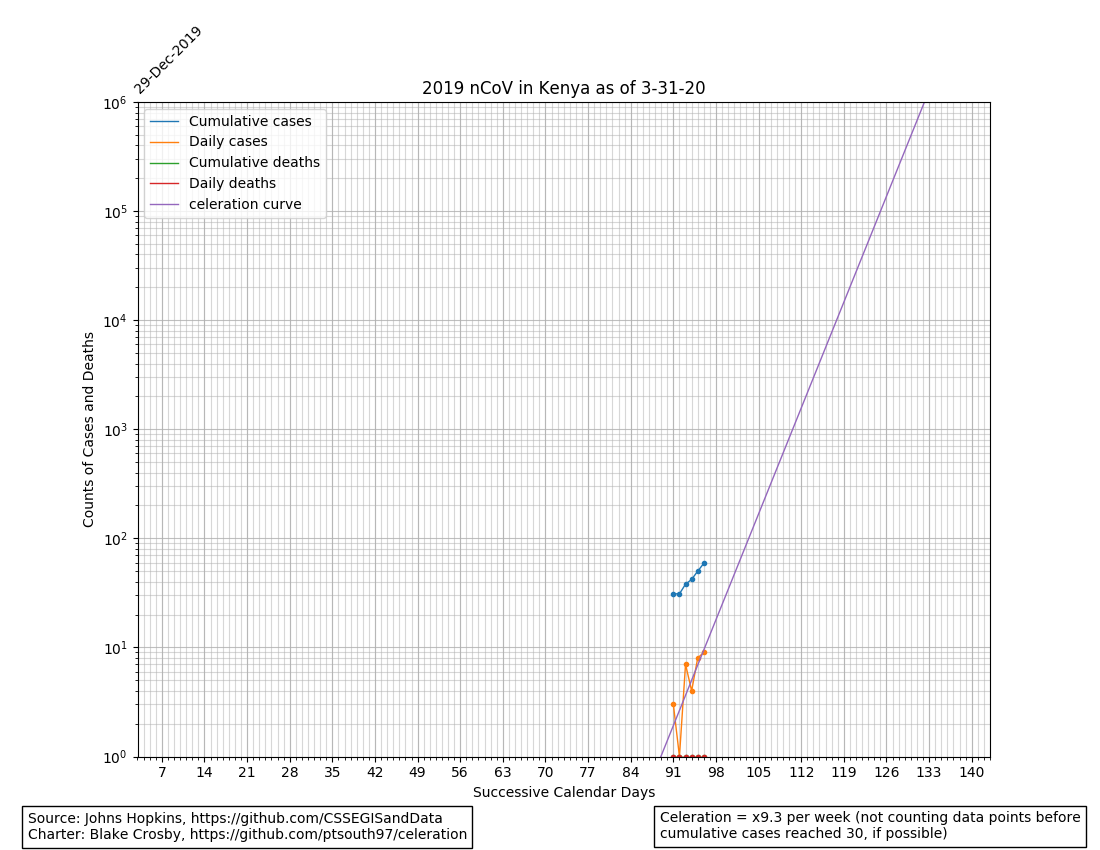 29-Dec-2019
2019 nCoV in Kenya as of 3-31-20
Cumulative cases
Daily cases
Cumulative deaths
Daily deaths
celeration curve
10^6
10^5
10^4
10^3
10^2
10^1
10^0
Counts of Cases and Deaths
7 14 21 28 35 42 49 56 63 70 77 84 91 98 105 112 119 126 133 140
Successive Calendar Days
Source: Johns Hopkins, https://github.com/CSSEGISandData
Charter: Blake Crosby, https://github.com/ptsouth97/celeration
Celeration = x9.3 per week (not counting data points before
cumulative cases reached 30, if possible)